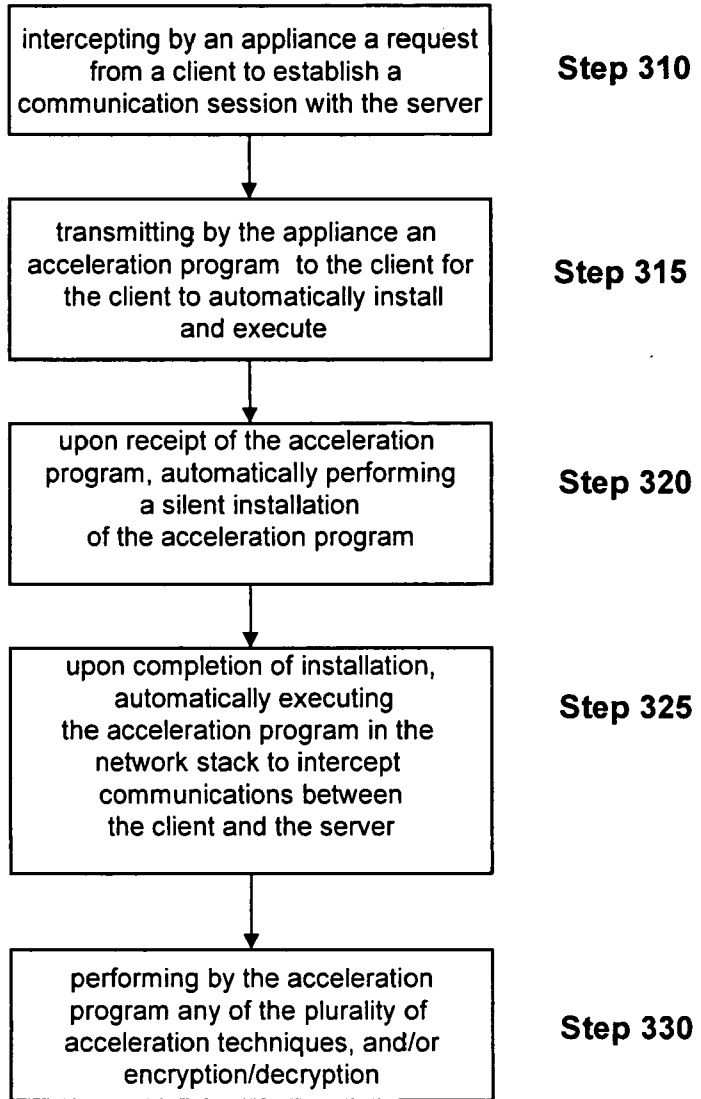 intercepting by an appliance a request
from a client to establish a
communication session with the server
Step 310
transmitting by the appliance an
acceleration program to the client for
the client to automatically install
and execute
Step 315
upon receipt of the acceleration
program, automatically performing
a silent installation
of the acceleration program
Step 320
upon completion of installation,
automatically executing
the acceleration program in the
network stack to intercept
communications between
the client and the server
Step 325
performing by the acceleration
program any of the plurality of
acceleration techniques, and/or
encryption/decryption
Step 330